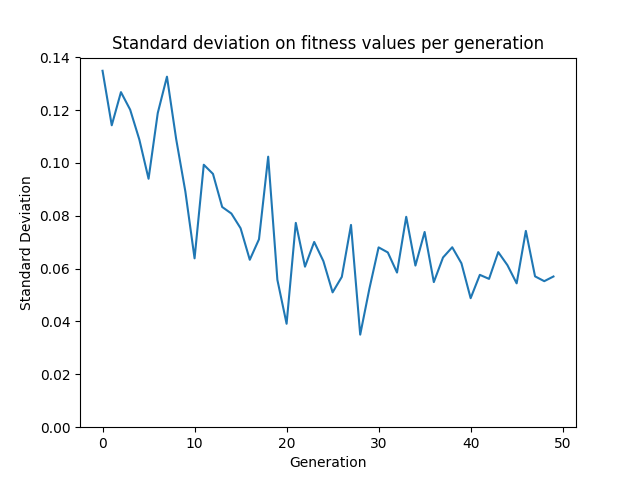 Standard deviation on fitness values per generation
0.14
0.12
0.10
0.08
0.06
0.04
0.02
0.00
Standard Deviation
0 10 20 30 40 50
Generation